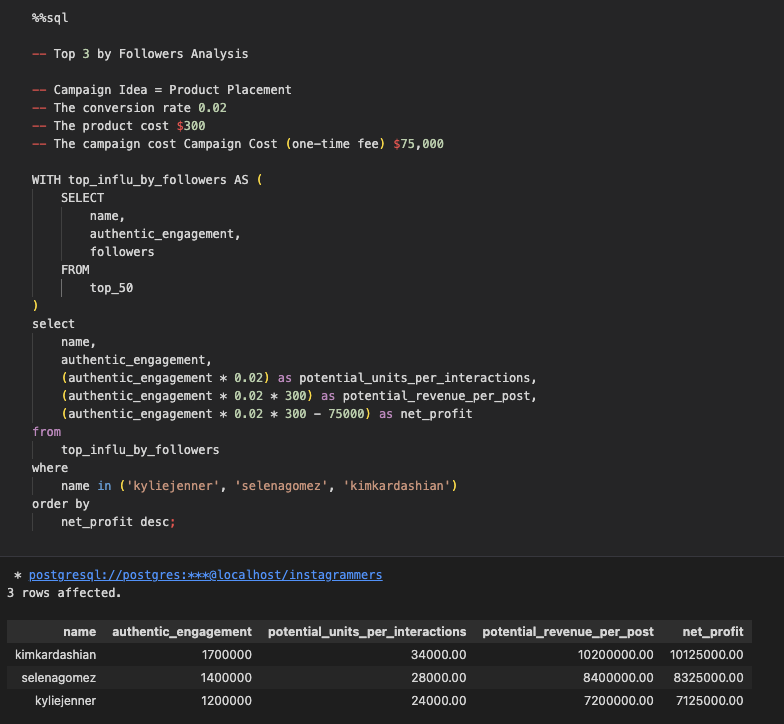 %%sql
-- Top 3 by Followers Analysis
-- Campaign Idea = Product Placement
-- The conversion rate 0.02
-- The product cost $300
-- The campaign cost Campaign Cost (one-time fee) $75,000
WITH top_influ_by_followers AS (
SELECT
name,
authentic_engagement,
followers
FROM
top_50
)
select
name,
authentic_engagement,
(authentic_engagement * 0.02) as potential_units_per_interactions,
(authentic_engagement * 0.02 * 300) as potential_revenue_per_post,
(authentic_engagement * 0.02 * 300 - 75000) as net_profit
from
top_influ_by_followers
where
name in ('kyliejenner', 'selenagomez', 'kimkardashian')
order by
net_profit desc;
* postgresql://postgres:***@localhost/instagrammers
3 rows affected.
name authentic_engagement potential_units_per_interactions potential_revenue_per_post net_profit
kimkardashian 1700000 34000.00 10200000.00 10125000.00
selenagomez 1400000 28000.00 8400000.00 8325000.00
kyliejenner 1200000 24000.00 7200000.00 7125000.00